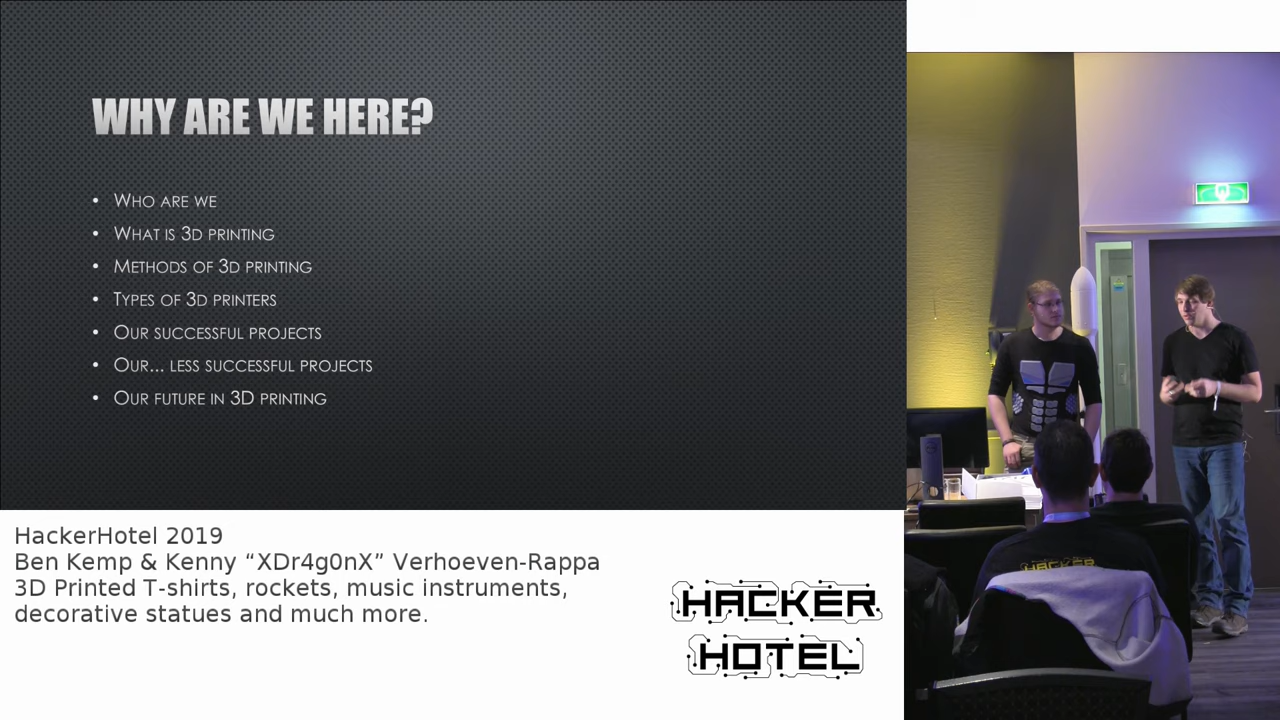 WHY ARE WE HERE?
• WHO ARE WE
• WHAT IS 3D PRINTING
• METHODS OF 3D PRINTING
• TYPES OF 3D PRINTERS
• OUR SUCCESSFUL PROJECTS
• OUR... LESS SUCCESSFUL PROJECTS
• OUR FUTURE IN 3D PRINTING
HackerHotel 2019
Ben Kemp & Kenny “XDr4g0nX” Verhoeven-Rappa
3D Printed T-shirts, rockets, music instruments,
decorative statues and much more.
HACKER
HOTEL
HACKER